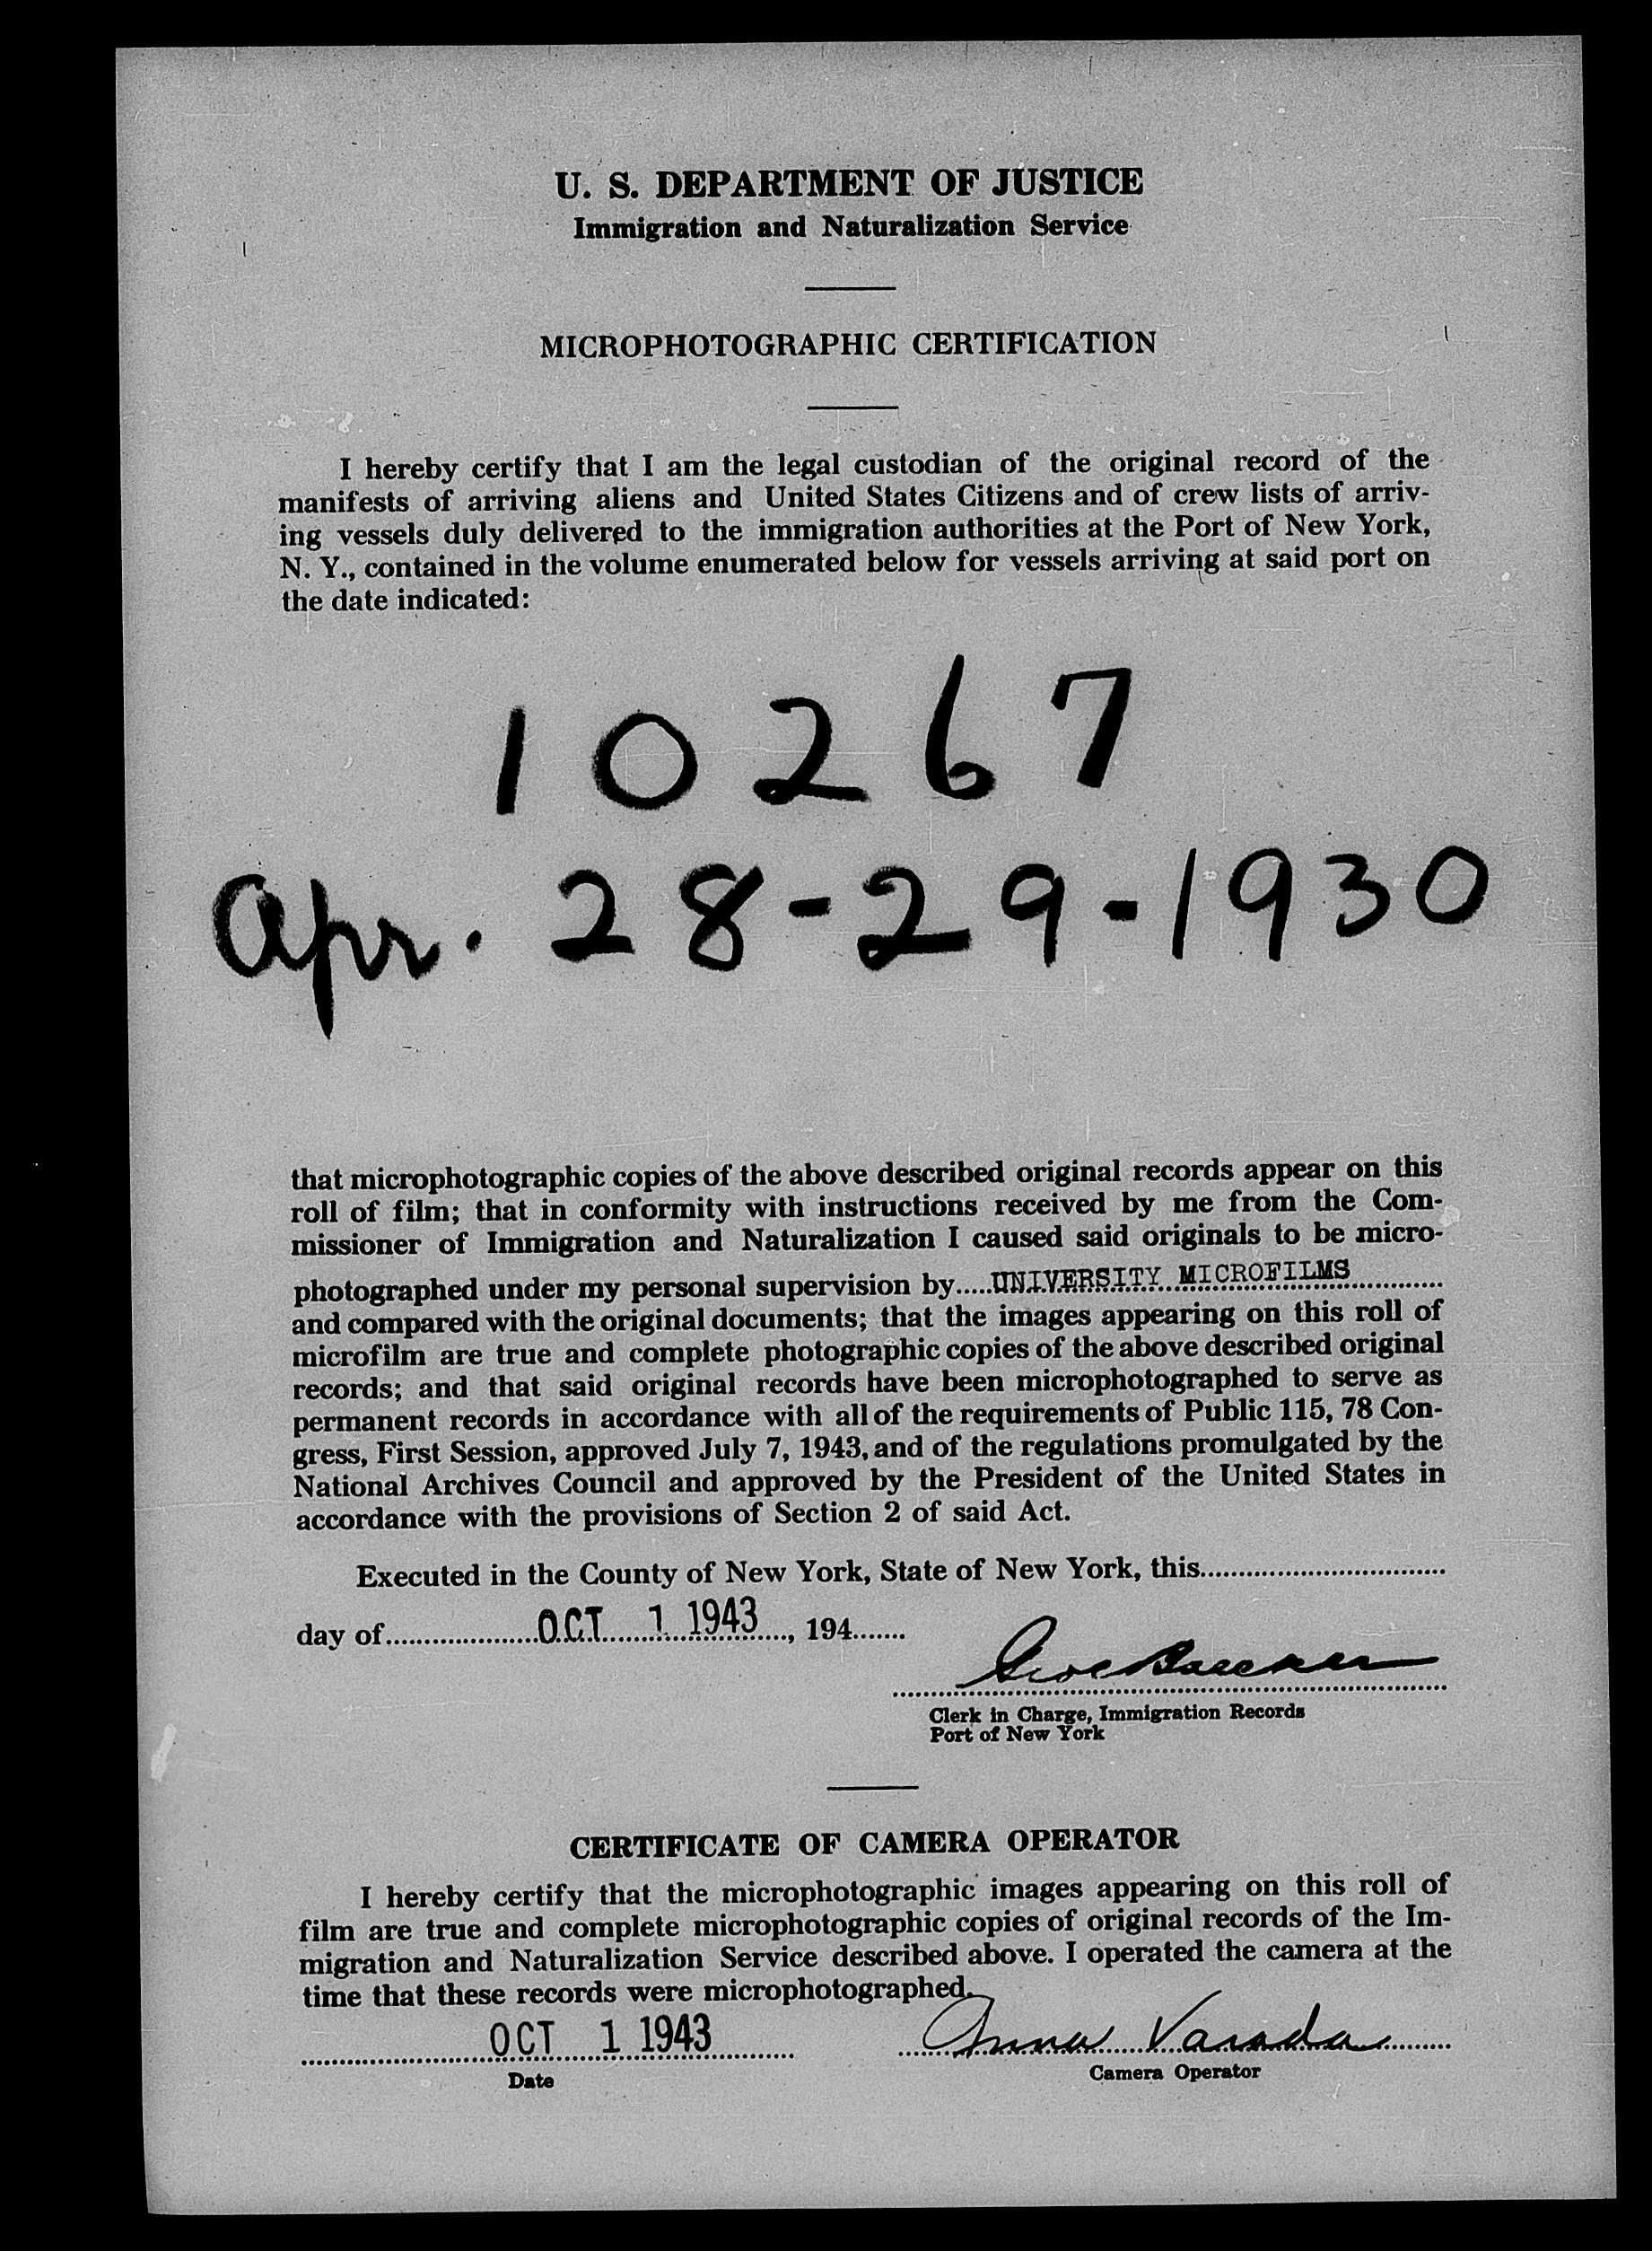 U. S. DEPARTMENT OF JUSTICE
Immigration and Naturalization Service
MICROPHOTOGRAPHIC CERTIFICATION
I hereby certify that I am the legal custodian of the original record of the
manifests of arriving aliens and United States Citizens and of crew lists of arriv-
ing vessels duly delivered to the immigration authorities at the Port of New York,
N. Y., contained in the volume enumerated below for vessels arriving at said port on
the date indicated:
10267
Apr. 28-29-1930
that microphotographic copies of the above described original records appear on this
roll of film; that in conformity with instructions received by me from the Com-
missioner of Immigration and Naturalization I caused said originals to be micro-
photographed under my personal supervision by.....UNIVERSITY MICROFILMS
and compared with the original documents; that the images appearing on this roll of
microfilm are true and complete photographic copies of the above described original
records; and that said original records have been microphotographed to serve as
permanent records in accordance with all of the requirements of Public 115, 78 Con-
gress, First Session, approved July 7, 1943, and of the regulations promulgated by the
National Archives Council and approved by the President of the United States in
accordance with the provisions of Section 2 of said Act.
Executed in the County of New York, State of New York, this
day of OCT 1 1943, 194
Clerk in Charge, Immigration Records
Port of New York
CERTIFICATE OF CAMERA OPERATOR
I hereby certify that the microphotographic images appearing on this roll of
film are true and complete microphotographic copies of original records of the Im-
migration and Naturalization Service described above. I operated the camera at the
time that these records were microphotographed.
OCT 1 1943 Anna Varada
Date Camera Operator